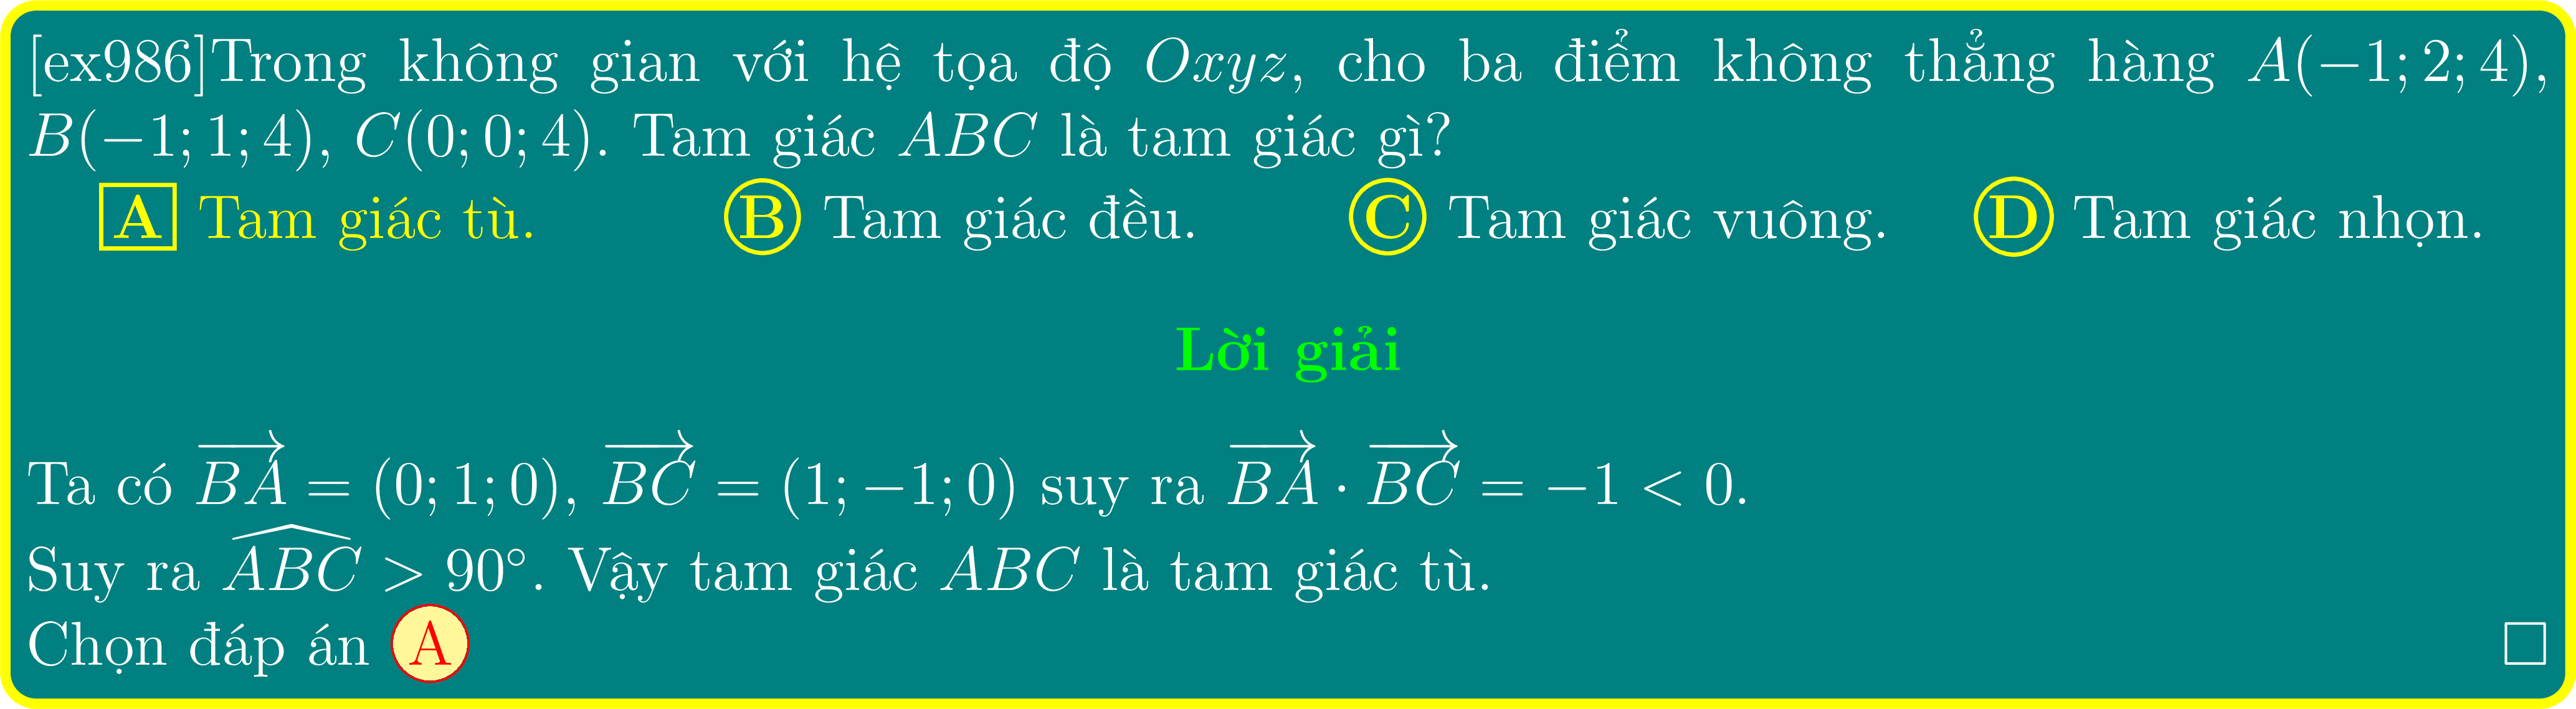 [ex986]Trong không gian với hệ tọa độ Oxyz, cho ba điểm không thẳng hàng A(−1; 2; 4),
B(−1; 1; 4), C(0; 0; 4). Tam giác ABC là tam giác gì?
A Tam giác tù. B Tam giác đều. C Tam giác vuông. D Tam giác nhọn.
Lời giải
Ta có $\overrightarrow{BA}$ = (0; 1; 0), $\overrightarrow{BC}$ = (1; −1; 0) suy ra $\overrightarrow{BA}$ · $\overrightarrow{BC}$ = −1 < 0.
Suy ra $\widehat{ABC}$ > 90°. Vậy tam giác ABC là tam giác tù.
Chọn đáp án A □